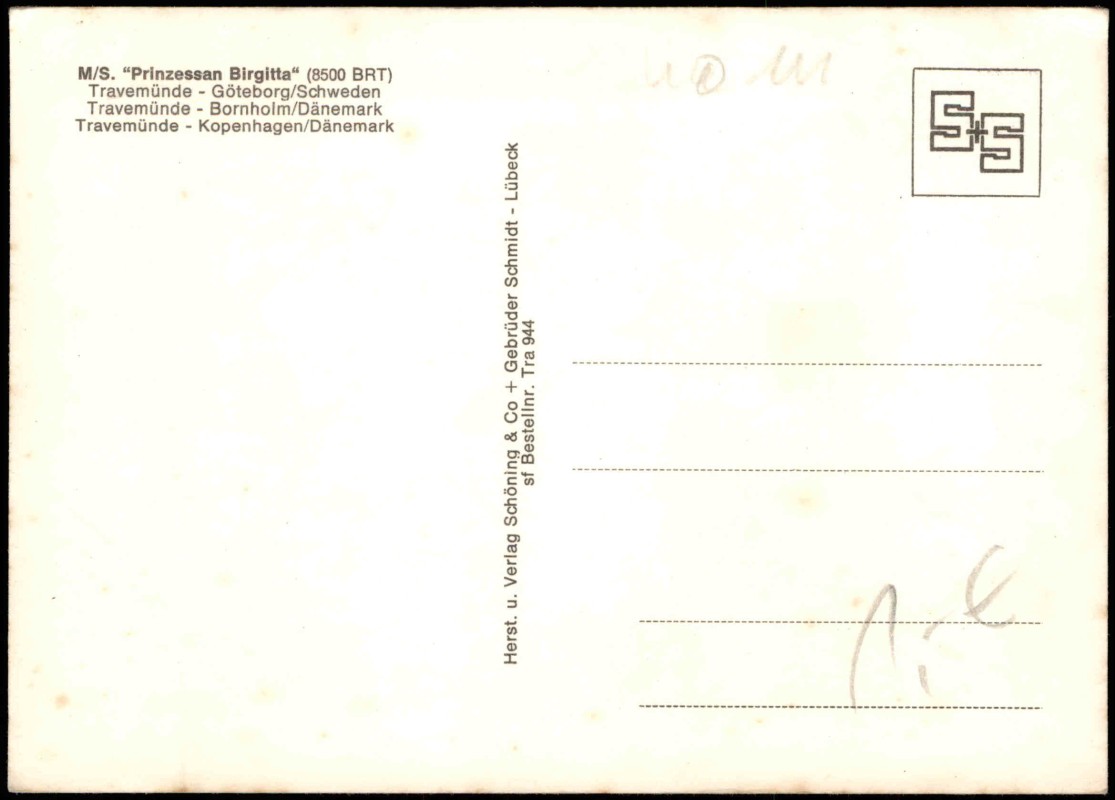 M/S. “Prinzessan Birgitta“ (8500 BRT)
Travemünde - Göteborg/Schweden
Travemünde - Bornholm/Dänemark
Travemünde - Kopenhagen/Dänemark
S+S
Herst. u. Verlag Schöning & Co + Gebrüder Schmidt - Lübeck
sf Bestellnr. Tra 944
1,-€